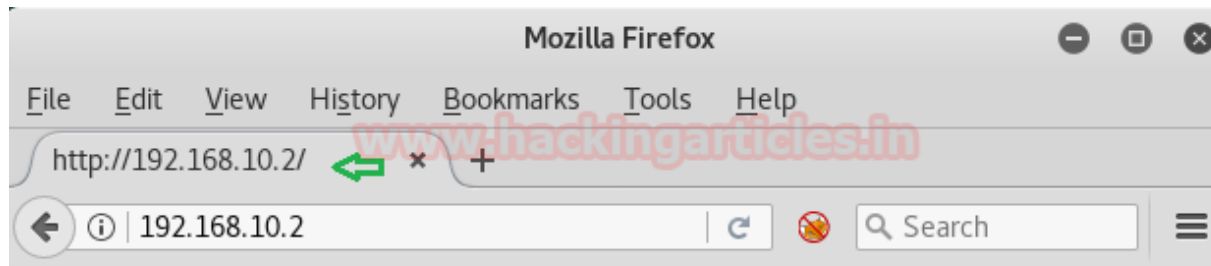 Mozilla Firefox
File Edit View History Bookmarks Tools Help
www.hackingarticles.in
http://192.168.10.2/ × +
192.168.10.2 Search